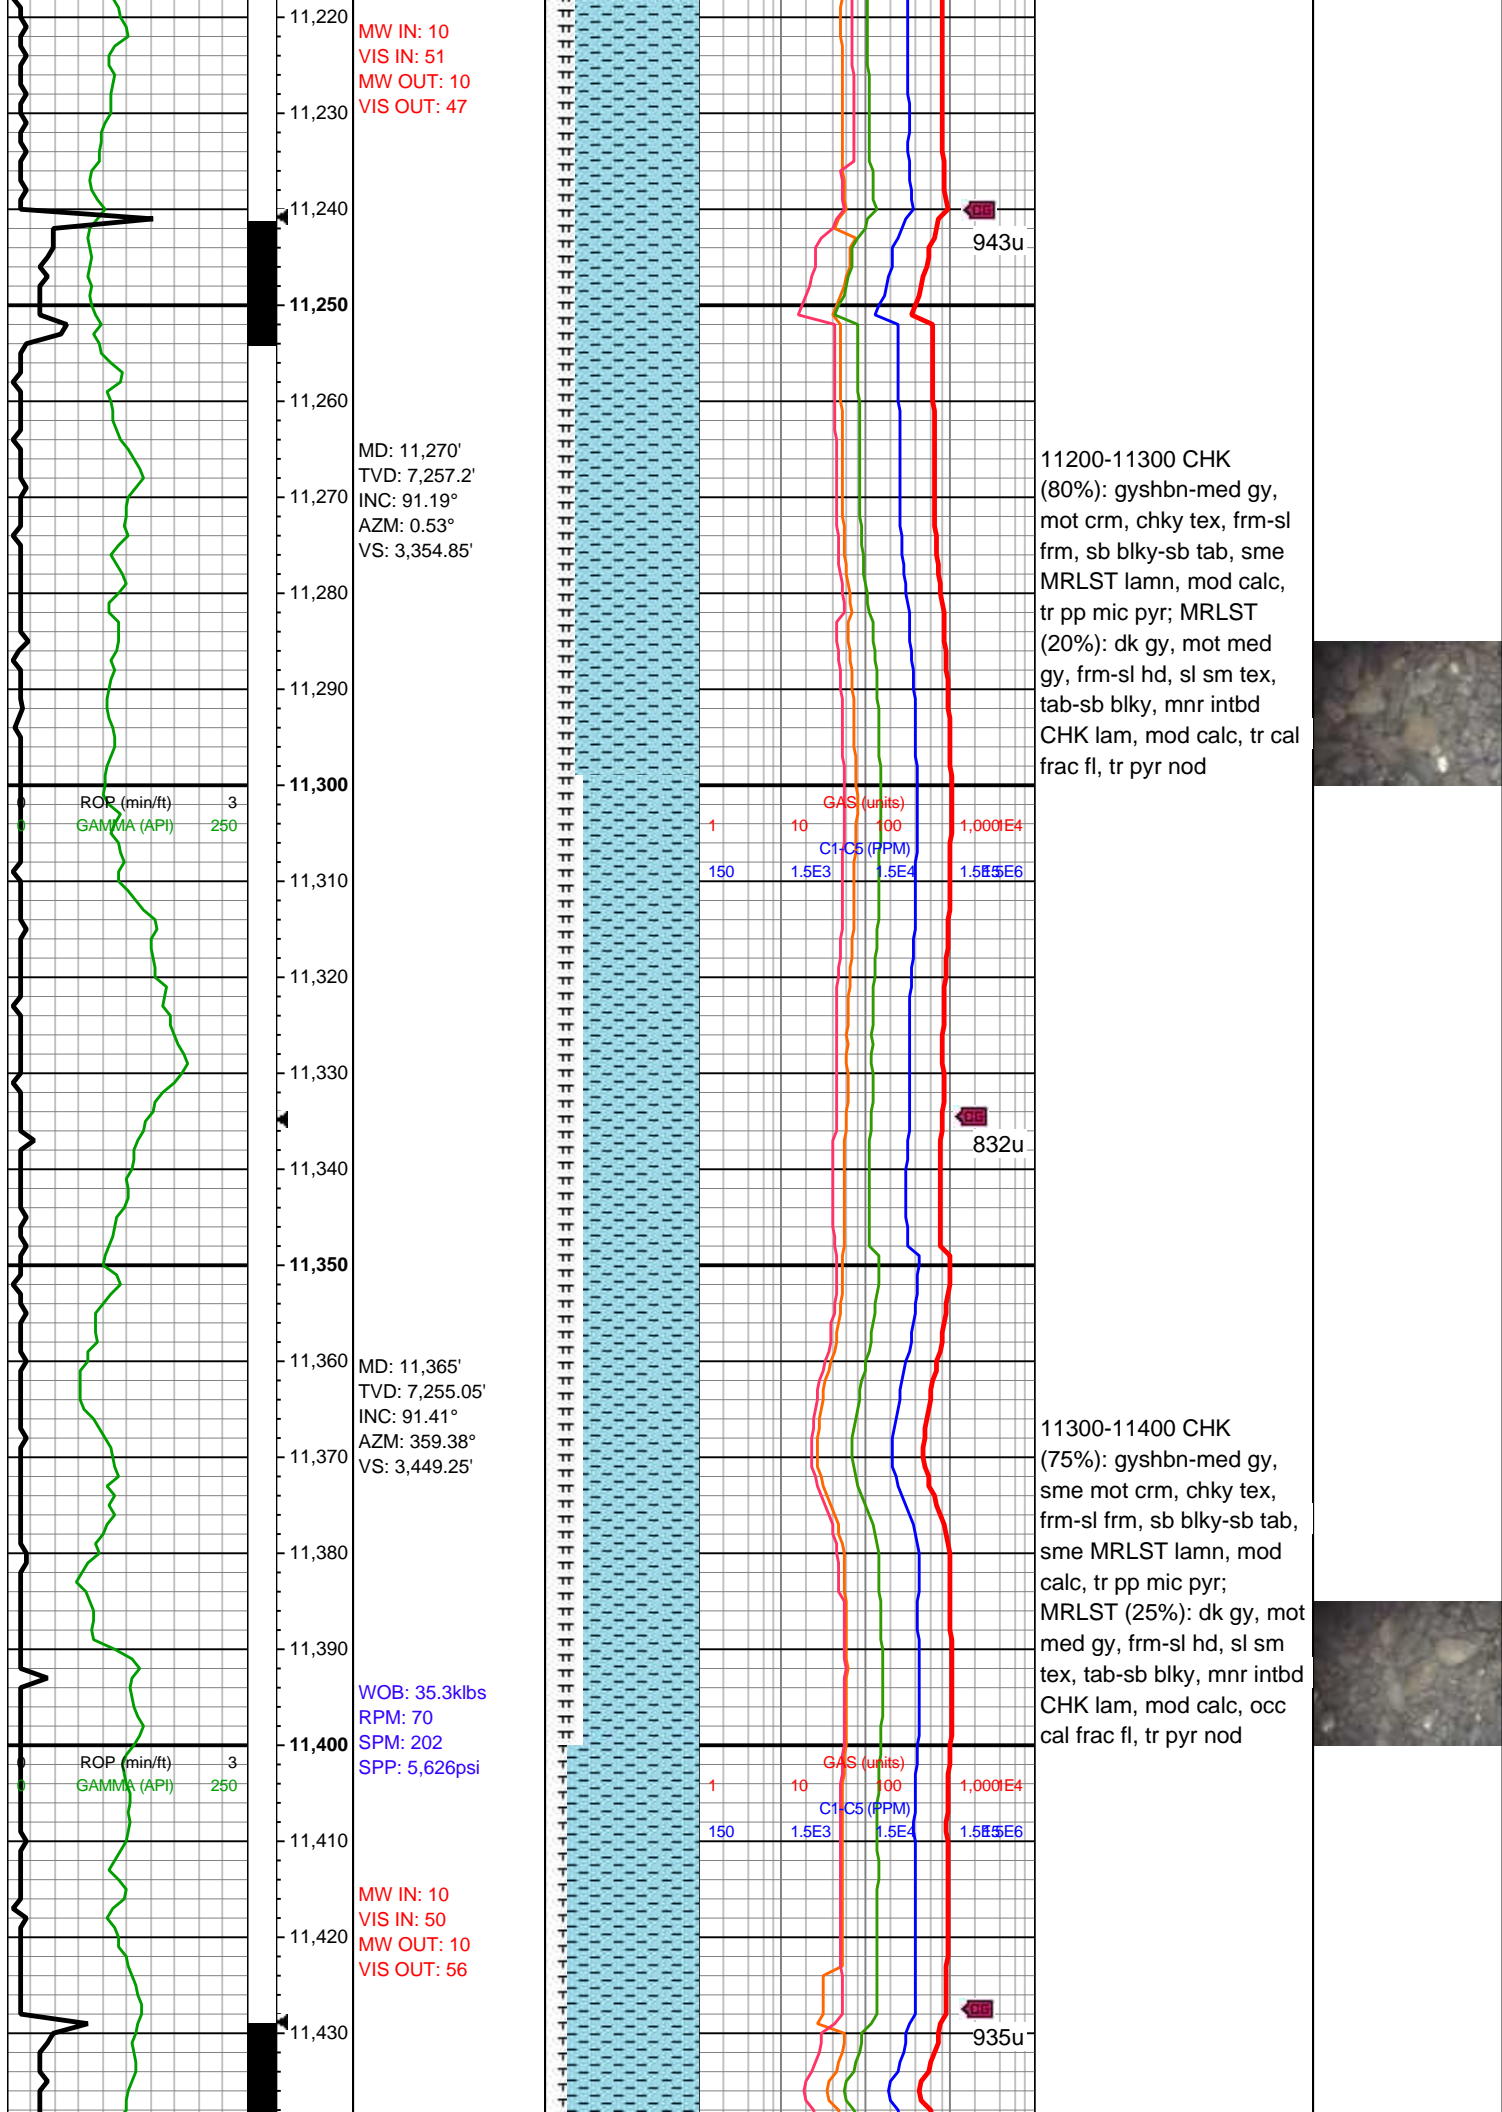 11,220
MW IN: 10
VIS IN: 51
MW OUT: 10
VIS OUT: 47
11,230
11,240
CG
943u
11,250
11,260
MD: 11,270'
TVD: 7,257.2'
INC: 91.19°
AZM: 0.53°
VS: 3,354.85'
11,270
11,280
11,290
11200-11300 CHK
(80%): gyshbn-med gy,
mot crm, chky tex, frm-sl
frm, sb blky-sb tab, sme
MRLST lamn, mod calc,
tr pp mic pyr; MRLST
(20%): dk gy, mot med
gy, frm-sl hd, sl sm tex,
tab-sb blky, mnr intbd
CHK lam, mod calc, tr cal
frac fl, tr pyr nod
11,300
0 ROP (min/ft) 3
0 GAMMA (API) 250
GAS (units)
1 10 100 1,000 1E4
C1-C5 (PPM)
150 1.5E3 1.5E4 1.5E5 1.5E6
11,310
11,320
11,330
CG
832u
11,340
11,350
11,360
MD: 11,365'
TVD: 7,255.05'
INC: 91.41°
AZM: 359.38°
VS: 3,449.25'
11,370
11,380
11,390
11300-11400 CHK
(75%): gyshbn-med gy,
sme mot crm, chky tex,
frm-sl frm, sb blky-sb tab,
sme MRLST lamn, mod
calc, tr pp mic pyr;
MRLST (25%): dk gy, mot
med gy, frm-sl hd, sl sm
tex, tab-sb blky, mnr intbd
CHK lam, mod calc, occ
cal frac fl, tr pyr nod
WOB: 35.3klbs
RPM: 70
SPM: 202
SPP: 5,626psi
11,400
0 ROP (min/ft) 3
0 GAMMA (API) 250
GAS (units)
1 10 100 1,000 1E4
C1-C5 (PPM)
150 1.5E3 1.5E4 1.5E5 1.5E6
11,410
MW IN: 10
VIS IN: 50
MW OUT: 10
VIS OUT: 56
11,420
CG
935u
11,430